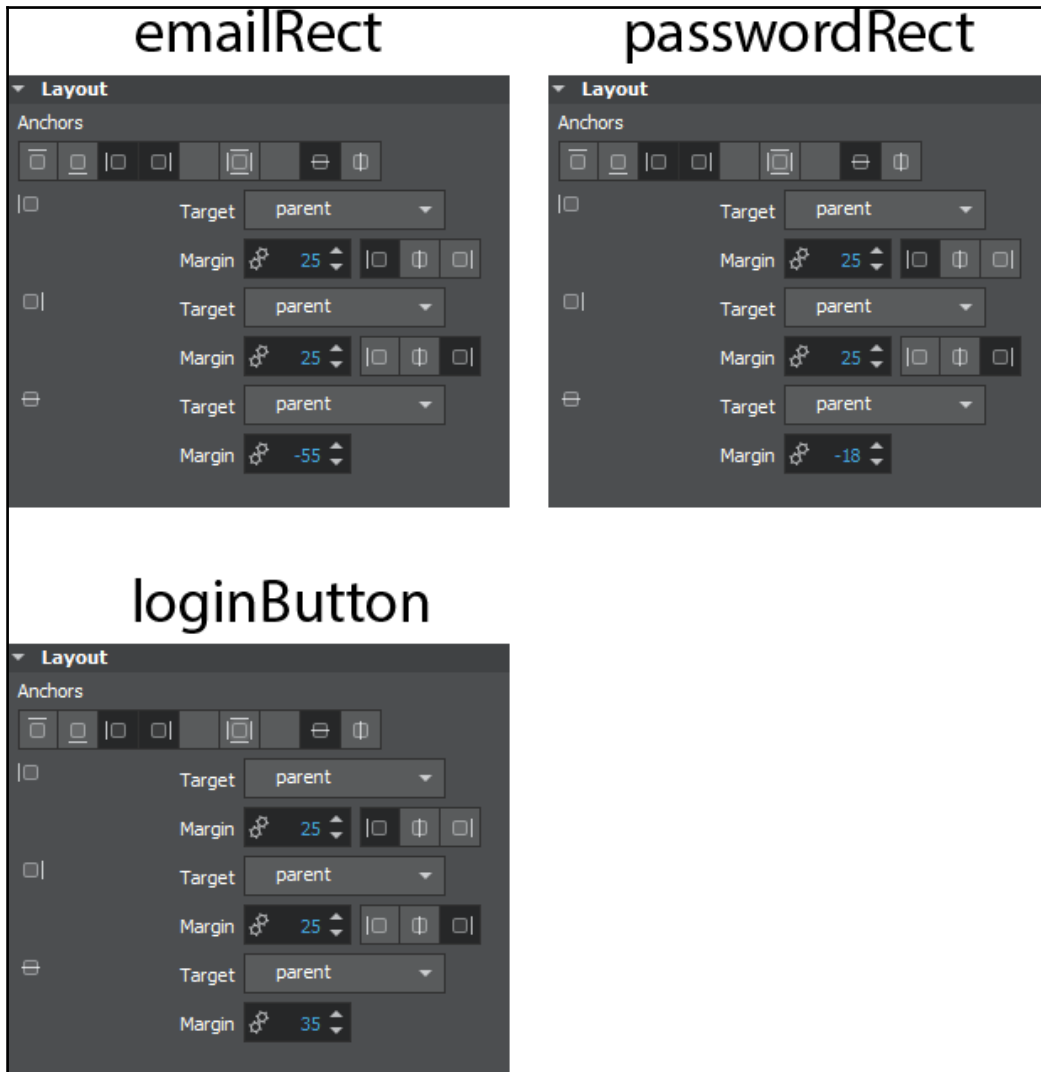 emailRect
Layout
Anchors
Target parent
Margin 25
Target parent
Margin 25
Target parent
Margin -55
passwordRect
Layout
Anchors
Target parent
Margin 25
Target parent
Margin 25
Target parent
Margin -18
loginButton
Layout
Anchors
Target parent
Margin 25
Target parent
Margin 25
Target parent
Margin 35